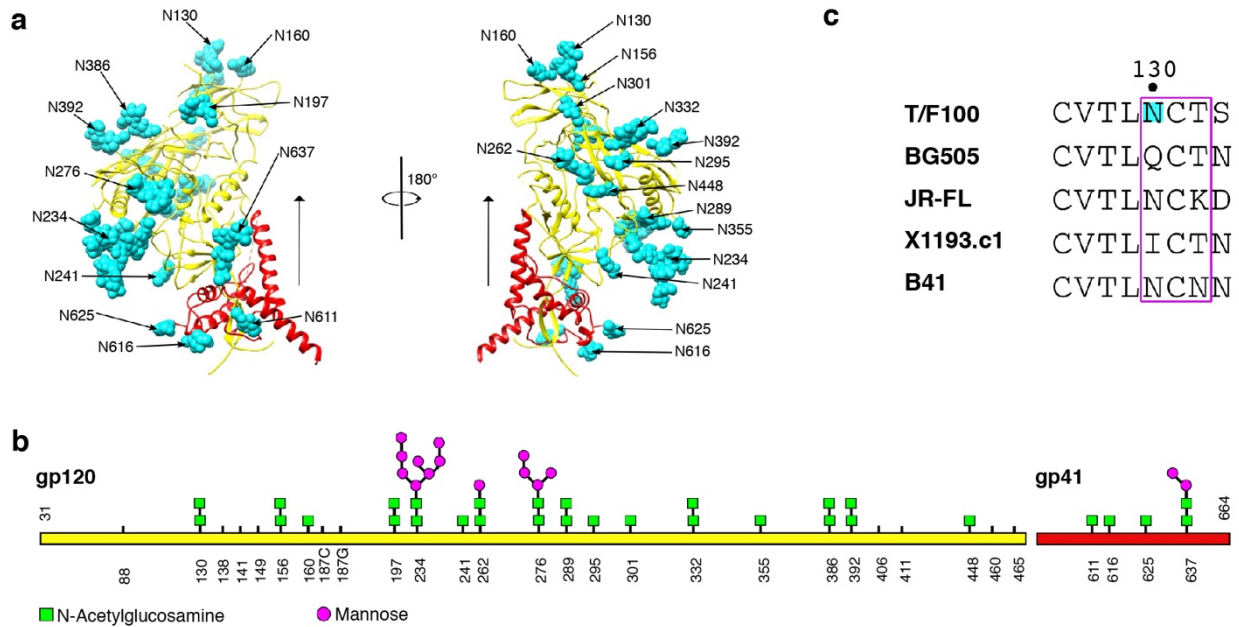 a
N130
N160
N386
N392
N197
N637
N276
N234
N241
N625
N616
N611
180°
N130
N160
N156
N301
N332
N392
N262
N295
N448
N289
N355
N234
N241
N625
N616
c
130
T/F100 CVTLNCTS
BG505 CVTLQCTN
JR-FL CVTLNCKD
X1193.c1 CVTLICTN
B41 CVTLNCNN
b
gp120
gp41
31
664
88 130 138 141 149 156 160 187C 187G 197 234 241 262 276 289 295 301 332 355 386 392 406 411 448 460 465 611 616 625 637
N-Acetylglucosamine Mannose